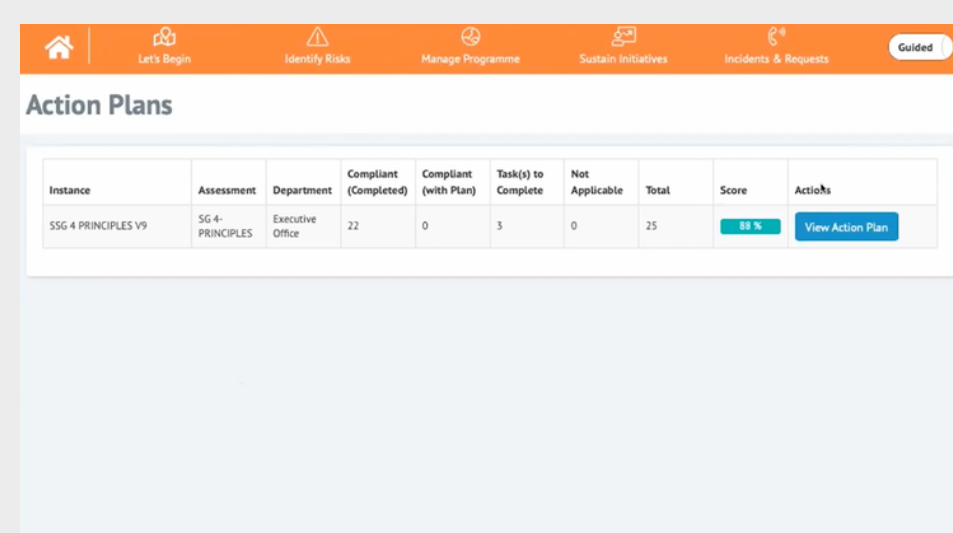 Let's Begin
Identify Risks
Manage Programme
Sustain Initiatives
Incidents & Requests
Guided
Action Plans
Instance
Assessment
Department
Compliant
(Completed)
Compliant
(with Plan)
Task(s) to
Complete
Not
Applicable
Total
Score
Actions
SSG 4 PRINCIPLES V9
SG 4-
PRINCIPLES
Executive
Office
22
0
3
0
25
88 %
View Action Plan